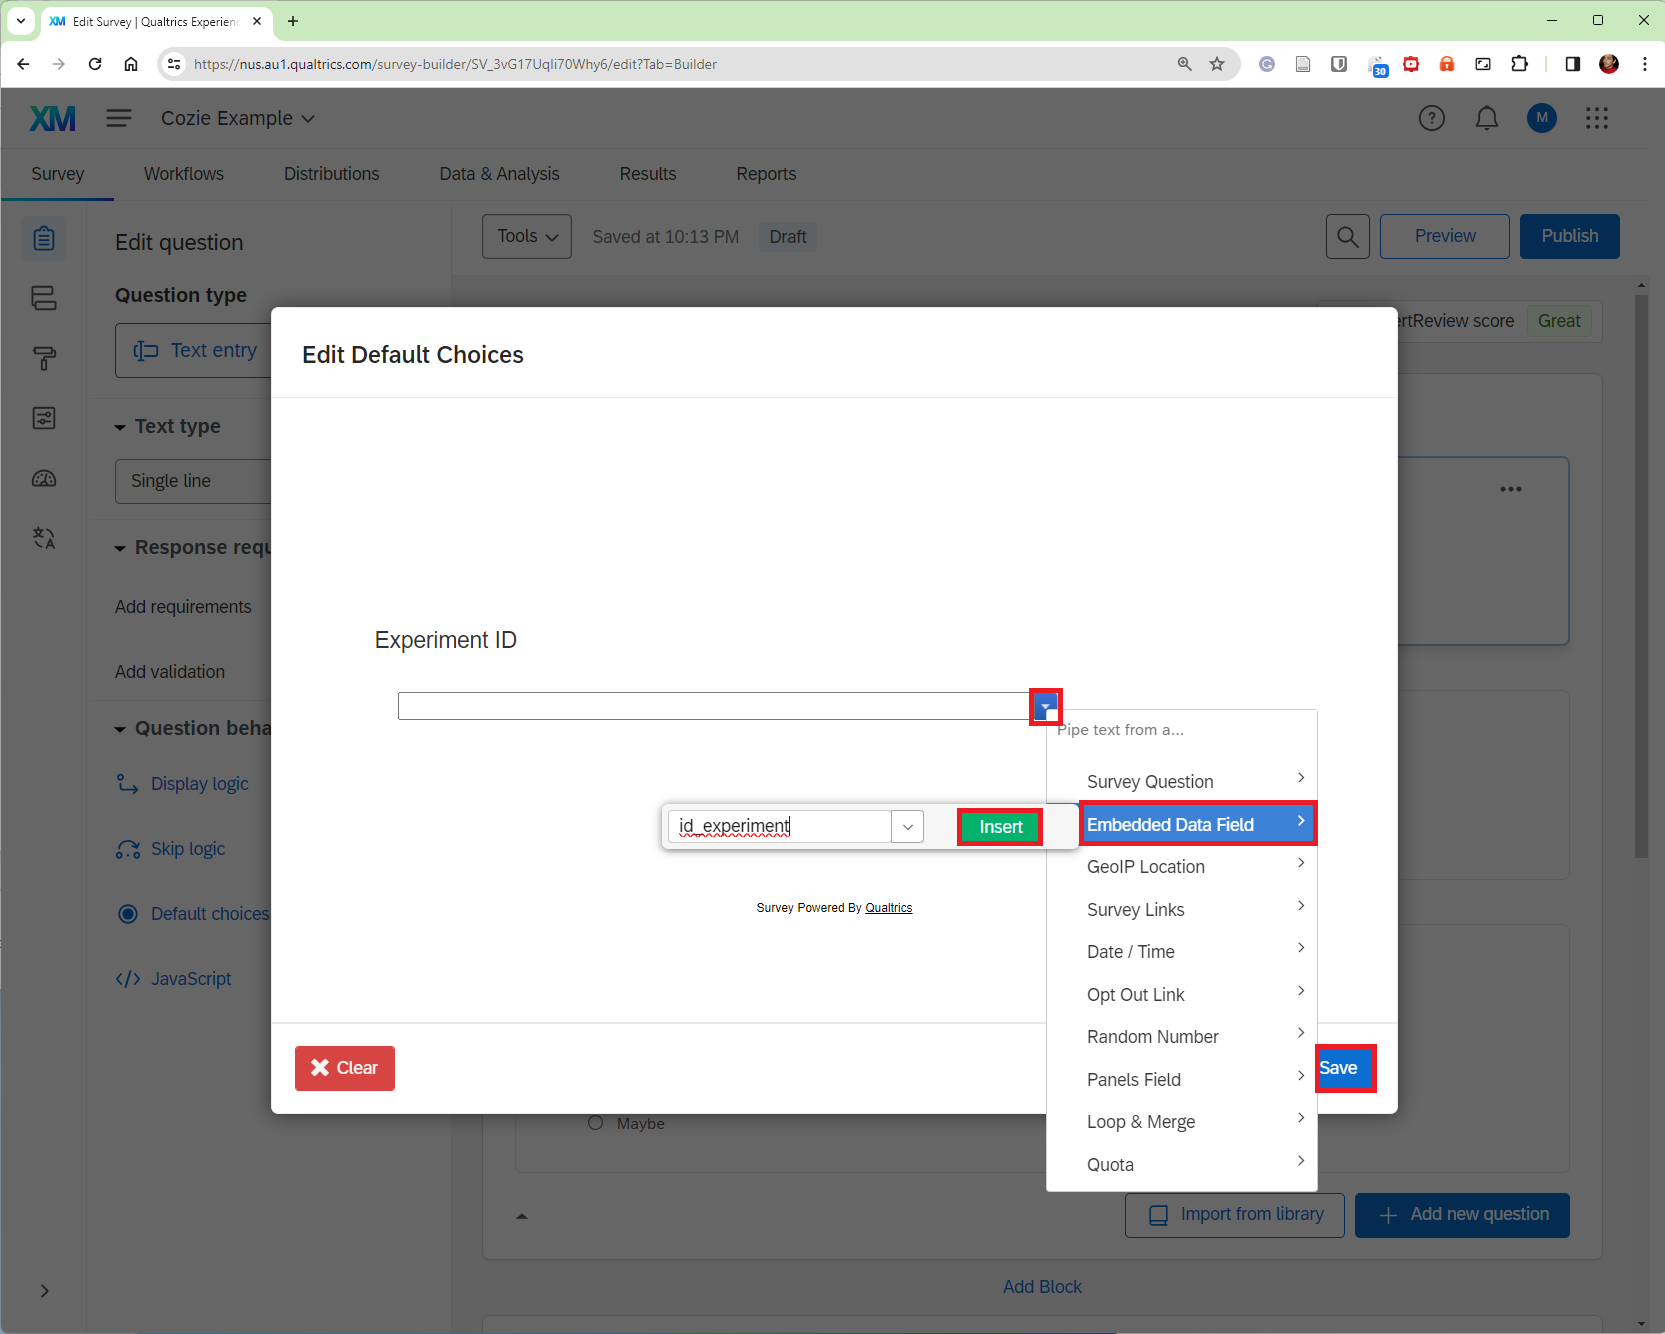 XM Edit Survey | Qualtrics Experienc
https://nus.au1.qualtrics.com/survey-builder/SV_3vG17Uqli70Why6/edit?Tab=Builder
30
XM
Cozie Example
?
M
Survey
Workflows
Distributions
Data & Analysis
Results
Reports
Edit question
Tools
Saved at 10:13 PM
Draft
Preview
Publish
Question type
Text entry
rtReview score
Great
Edit Default Choices
Text type
Single line
Response requ
Add requirements
Experiment ID
Add validation
Question beha
Pipe text from a...
Display logic
Survey Question
id_experiment
Insert
Embedded Data Field
Skip logic
GeoIP Location
Survey Powered By Qualtrics
Survey Links
Default choices
Date / Time
JavaScript
Opt Out Link
Random Number
Clear
Save
Panels Field
Maybe
Loop & Merge
Quota
Import from library
Add new question
Add Block